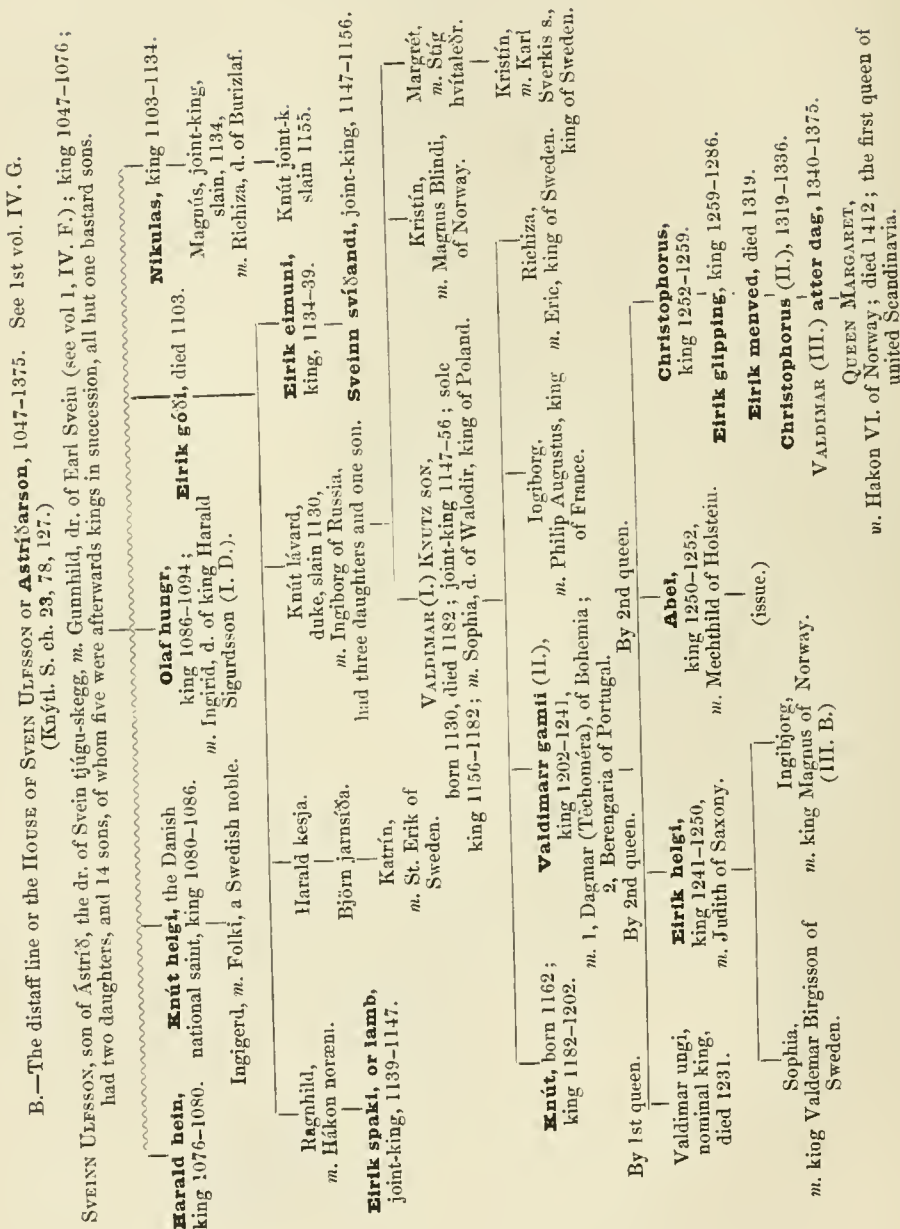 B.—The distaff line or the House of Svein Ulfsson or Astríðarson, 1047–1375. See 1st vol. IV. G.
(Knýtl. S. ch. 23, 78, 127.)
Sveinn Ulfsson, son of Ástríð, the dr. of Svein tjúgu-skegg, m. Gunnhild, dr. of Earl Svein (see vol 1, IV. F.); king 1047–1076;
had two daughters, and 14 sons, of whom five were afterwards kings in succession, all but one bastard sons.
Harald hein,
king 1076–1080.
Knút helgi, the Danish
national saint, king 1080–1086.
Ingigerd, m. Folki, a Swedish noble.
Olaf hungr,
king 1086–1094;
m. Ingirid, d. of king Harald
Sigurdsson (I. D.).
Eirik góði, died 1103.
Nikulas, king 1103–1134.
Magnús, joint-king,
slain, 1134,
m. Richiza, d. of Burizlaf.
Knút joint-k.
slain 1155.
Ragnhild,
m. Hákon norœni.
Eirik spaki, or lamb,
joint-king, 1139–1147.
Harald kesja.
Björn jarnsíða.
Katrín,
m. St. Erik of
Sweden.
Knút lávard,
duke, slain 1130,
m. Ingiborg of Russia,
had three daughters and one son.
Eirik eimuni,
king, 1134–39.
Sveinn svíðandi, joint-king, 1147–1156.
Valdimar (I.) Knutz son,
born 1130, died 1182; joint-king 1147–56; sole
king 1156–1182; m. Sophia, d. of Walodir, king of Poland.
Kristín,
m. Magnus Blindi,
of Norway.
Margrét,
m. Stíg
hvítaleðr.
Kristín,
m. Karl
Sverkis s.,
king of Sweden.
Knút, born 1162;
king 1182–1202.
Valdimarr gamli (II.),
king 1202–1241,
m. 1, Dagmar (Techoméra), of Bohemia;
2, Berengaria of Portugal.
Ingiborg,
m. Philip Augustus, king
of France.
Richiza,
m. Eric, king of Sweden.
By 1st queen.
By 2nd queen.
By 2nd queen.
Valdimar ungi,
nominal king,
died 1231.
Eirik helgi,
king 1241–1250,
m. Judith of Saxony.
Abel,
king 1250–1252,
m. Mechthild of Holstein.
(issue.)
Christophorus,
king 1252–1259.
Eirik glipping, king 1259–1286.
Eirik menved, died 1319.
Christophorus (II.), 1319–1336.
Valdimar (III.) atter dag, 1340–1375.
Queen Margaret,
m. Hakon VI. of Norway; died 1412; the first queen of
united Scandinavia.
Sophia,
m. king Valdemar Birgisson of
Sweden.
Ingibjorg,
m. king Magnus of Norway.
(III. B.)